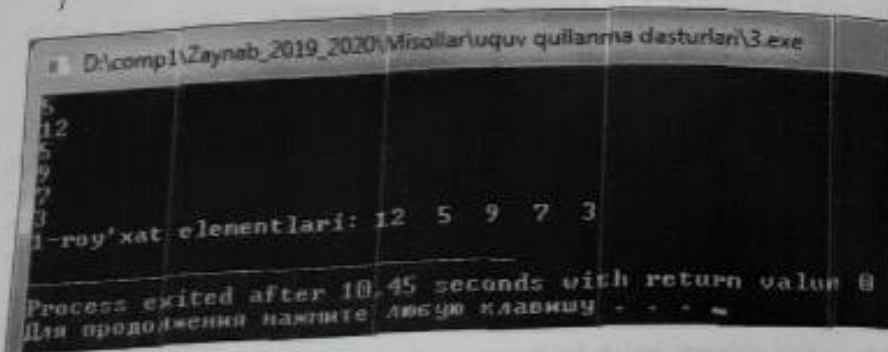 D:\comp1\Zaynab_2019_2020\Misollar\uquv qullanma dasturlari\3.exe
5
12
5
9
7
3
1-roy'xat elementlari: 12 5 9 7 3
Process exited after 10.45 seconds with return value 0
Для продолжения нажмите любую клавишу . . .